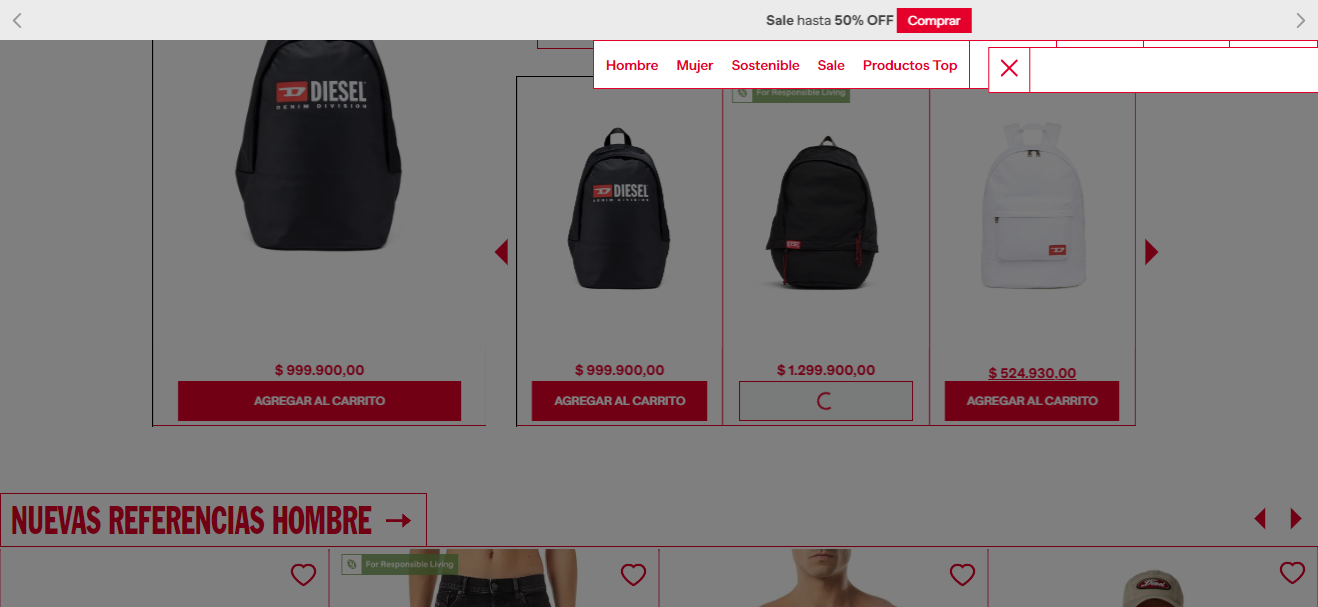 Sale hasta 50% OFF Comprar
Hombre Mujer Sostenible Sale Productos Top
DIESEL
DENIM DIVISION
For Responsible Living
DIESEL
DENIM DIVISION
DIESEL
$ 999.900,00
AGREGAR AL CARRITO
$ 999.900,00
AGREGAR AL CARRITO
$ 1.299.900,00
$ 524.930,00
AGREGAR AL CARRITO
NUEVAS REFERENCIAS HOMBRE →
For Responsible Living
Diesel